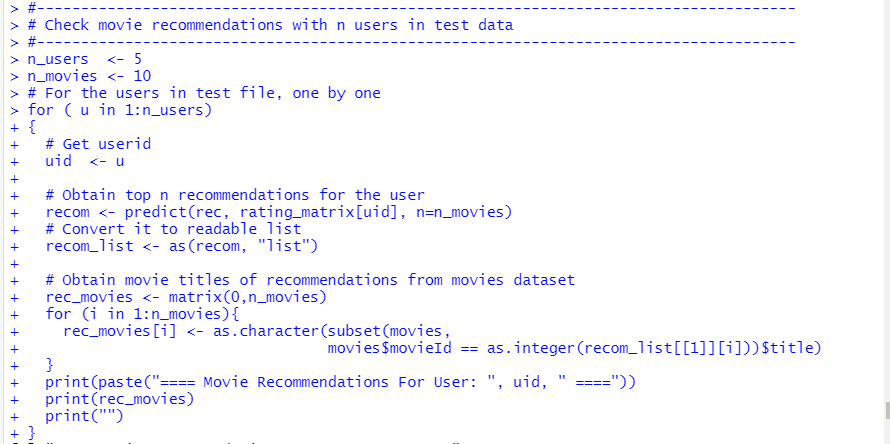 > #-------------------------------------------------------------------------------------
> # Check movie recommendations with n users in test data
> #-------------------------------------------------------------------------------------
> n_users  <- 5
> n_movies <- 10
> # For the users in test file, one by one
> for ( u in 1:n_users)
+ {
+   # Get userid
+   uid  <- u
+
+   # Obtain top n recommendations for the user
+   recom <- predict(rec, rating_matrix[uid], n=n_movies)
+   # Convert it to readable list
+   recom_list <- as(recom, "list")
+
+   # Obtain movie titles of recommendations from movies dataset
+   rec_movies <- matrix(0,n_movies)
+   for (i in 1:n_movies){
+     rec_movies[i] <- as.character(subset(movies,
+                                   movies$movieId == as.integer(recom_list[[1]][i]))$title)
+   }
+   print(paste("==== Movie Recommendations For User: ", uid, " ===="))
+   print(rec_movies)
+   print("")
+ }